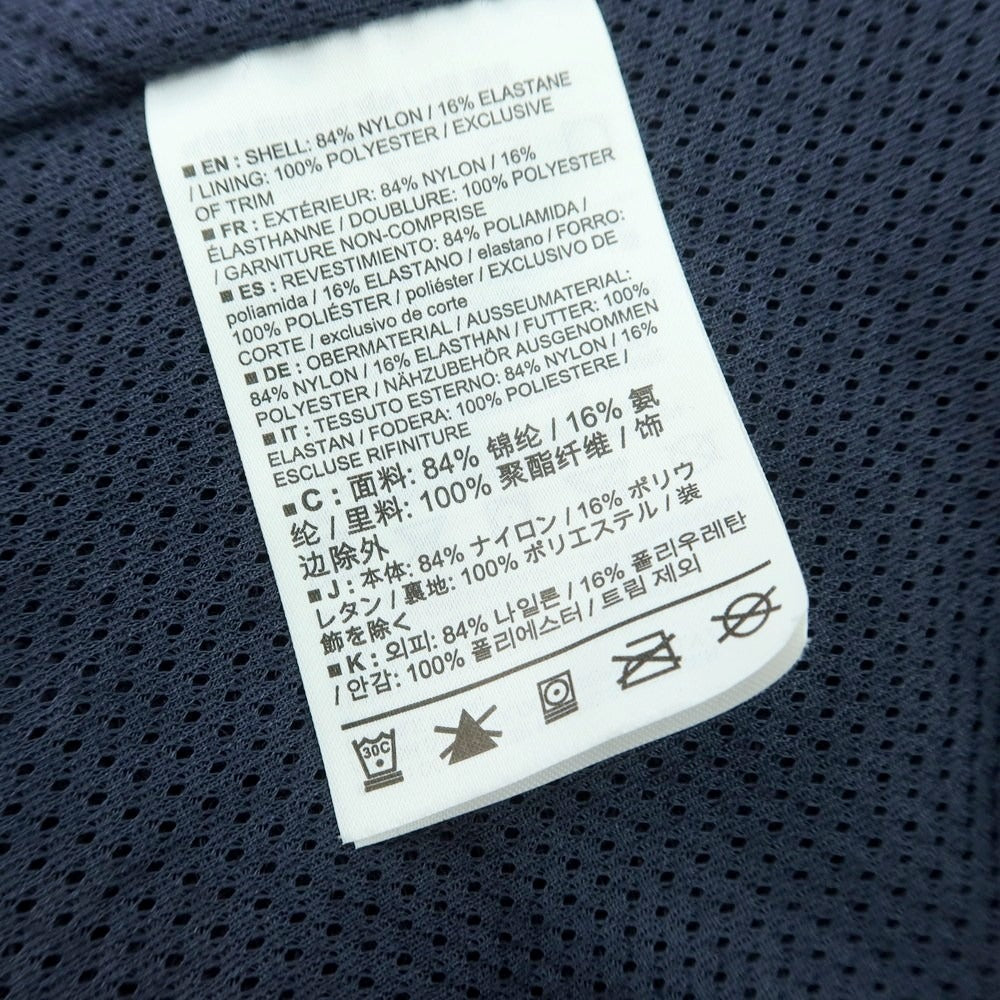 ■ EN : SHELL: 84% NYLON / 16% ELASTANE
/ LINING: 100% POLYESTER / EXCLUSIVE
OF TRIM
■ FR : EXTÉRIEUR: 84% NYLON / 16%
ÉLASTHANNE / DOUBLURE: 100% POLYESTER
/ GARNITURE NON-COMPRISE
■ ES : REVESTIMIENTO: 84% POLIAMIDA /
poliamida / 16% ELASTANO / elastano / FORRO:
100% POLIÉSTER / poliéster / EXCLUSIVO DE
CORTE / exclusivo de corte
■ DE : OBERMATERIAL / AUSSEUMATERIAL:
84% NYLON / 16% ELASTHAN / FUTTER: 100%
POLYESTER / NÄHZUBEHÖR AUSGENOMMEN
■ IT : TESSUTO ESTERNO: 84% NYLON / 16%
ELASTAN / FODERA: 100% POLIESTERE /
ESCLUSE RIFINITURE
■ C : 面料: 84% 锦纶 / 16% 氨
纶 / 里料: 100% 聚酯纤维 / 饰
边除外
■ J : 本体: 84% ナイロン / 16% ポリウ
レタン / 裏地: 100% ポリエステル / 装
飾を除く
■ K : 외피: 84% 나일론 / 16% 폴리우레탄
/ 안감: 100% 폴리에스터 / 트림 제외
30C